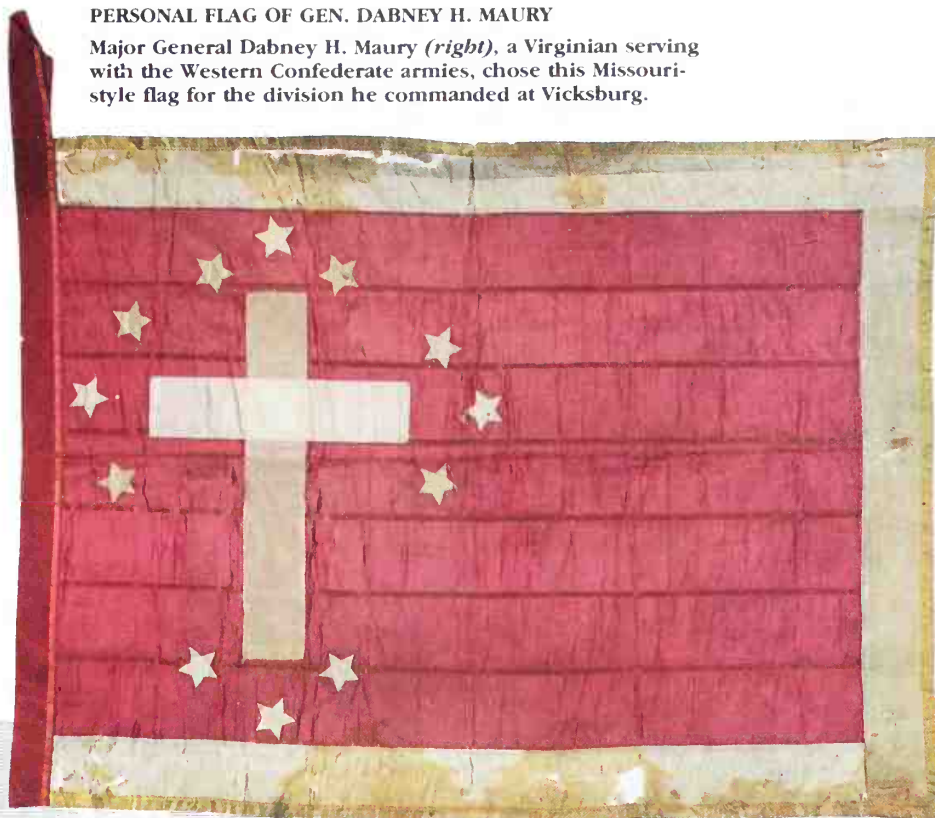 PERSONAL FLAG OF GEN. DABNEY H. MAURY
Major General Dabney H. Maury (right), a Virginian serving
with the Western Confederate armies, chose this Missouri-
style flag for the division he commanded at Vicksburg.